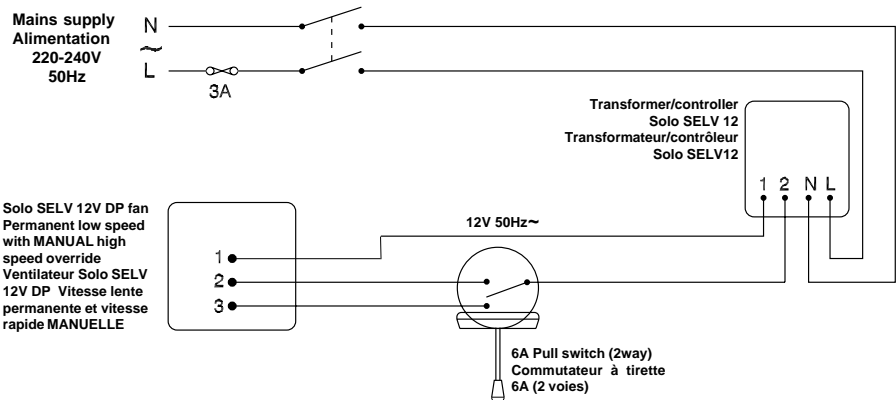 Mains supply
Alimentation
220-240V
50Hz
N
~
L
3A
Transformer/controller
Solo SELV 12
Transformateur/contrôleur
Solo SELV12
1 2 N L
Solo SELV 12V DP fan
Permanent low speed
with MANUAL high
speed override
Ventilateur Solo SELV
12V DP Vitesse lente
permanente et vitesse
rapide MANUELLE
1
2
3
12V 50Hz~
6A Pull switch (2way)
Commutateur à tirette
6A (2 voies)